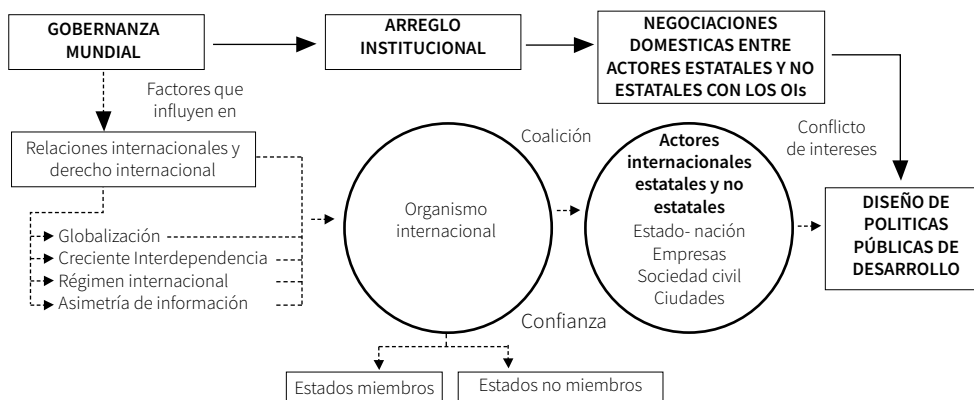 GOBERNANZA
MUNDIAL
ARREGLO
INSTITUCIONAL
NEGOCIACIONES
DOMESTICAS ENTRE
ACTORES ESTATALES Y NO
ESTATALES CON LOS OIs
Factores que
influyen en
Relaciones internacionales y
derecho internacional
Globalización
Creciente Interdependencia
Régimen internacional
Asimetría de información
Organismo
internacional
Coalición
Confianza
Actores
internacionales
estatales y no
estatales
Estado- nación
Empresas
Sociedad civil
Ciudades
Conflicto
de intereses
DISEÑO DE
POLITICAS
PÚBLICAS DE
DESARROLLO
Estados miembros
Estados no miembros